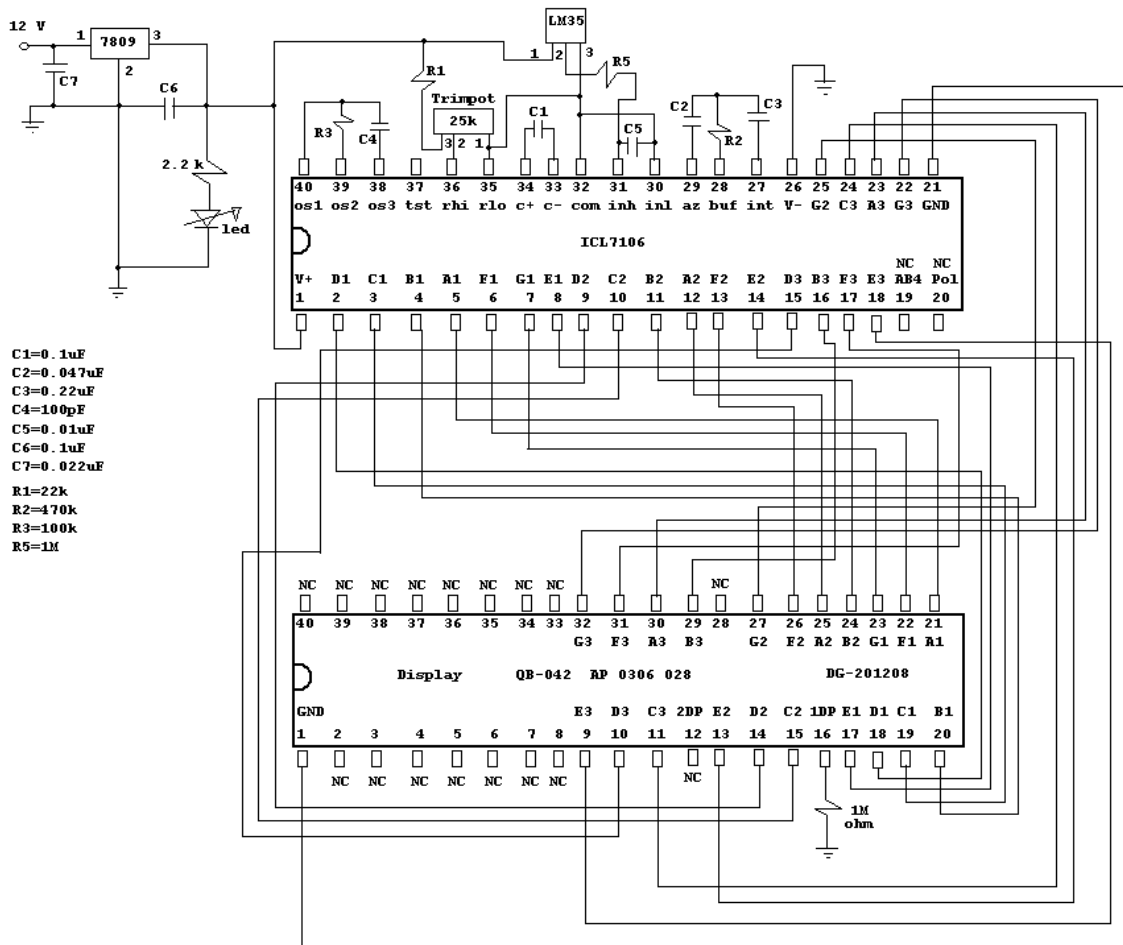 12 V
1
7809
3
2
C7
C6
2.2k
led
LM35
1
2
3
R5
R1
Trimpot
25k
3 2 1
R3
C4
C1
C5
C2
R2
C3
40 39 38 37 36 35 34 33 32 31 30 29 28 27 26 25 24 23 22 21
os1 os2 os3 tst rhi rlo c+ c- com inh inl az buf int V- G2 C3 A3 G3 GND
ICL7106
NC NC
V+ D1 C1 B1 A1 F1 G1 E1 D2 C2 B2 A2 F2 E2 D3 B3 F3 E3 AB4 Pol
1 2 3 4 5 6 7 8 9 10 11 12 13 14 15 16 17 18 19 20
C1=0.1uF
C2=0.047uF
C3=0.22uF
C4=100pF
C5=0.01uF
C6=0.1uF
C7=0.022uF
R1=22k
R2=470k
R3=100k
R5=1M
NC NC NC NC NC NC NC NC NC
40 39 38 37 36 35 34 33 32 31 30 29 28 27 26 25 24 23 22 21
G3 F3 A3 B3 G2 F2 A2 B2 G1 F1 A1
Display QB-042 AP 0306 028 DG-201208
GND E3 D3 C3 2DP E2 D2 C2 1DP E1 D1 C1 B1
1 2 3 4 5 6 7 8 9 10 11 12 13 14 15 16 17 18 19 20
NC NC NC NC NC NC NC NC
1M
ohm